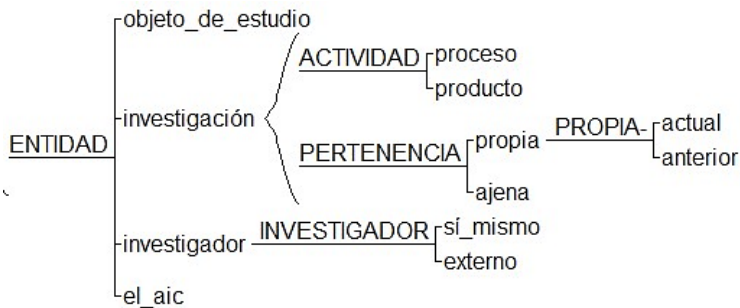 objeto_de_estudio
ACTIVIDAD
proceso
producto
investigación
ENTIDAD
PERTENENCIA
propia
PROPIA-
actual
anterior
ajena
investigador
INVESTIGADOR
sí_mismo
externo
el_aic